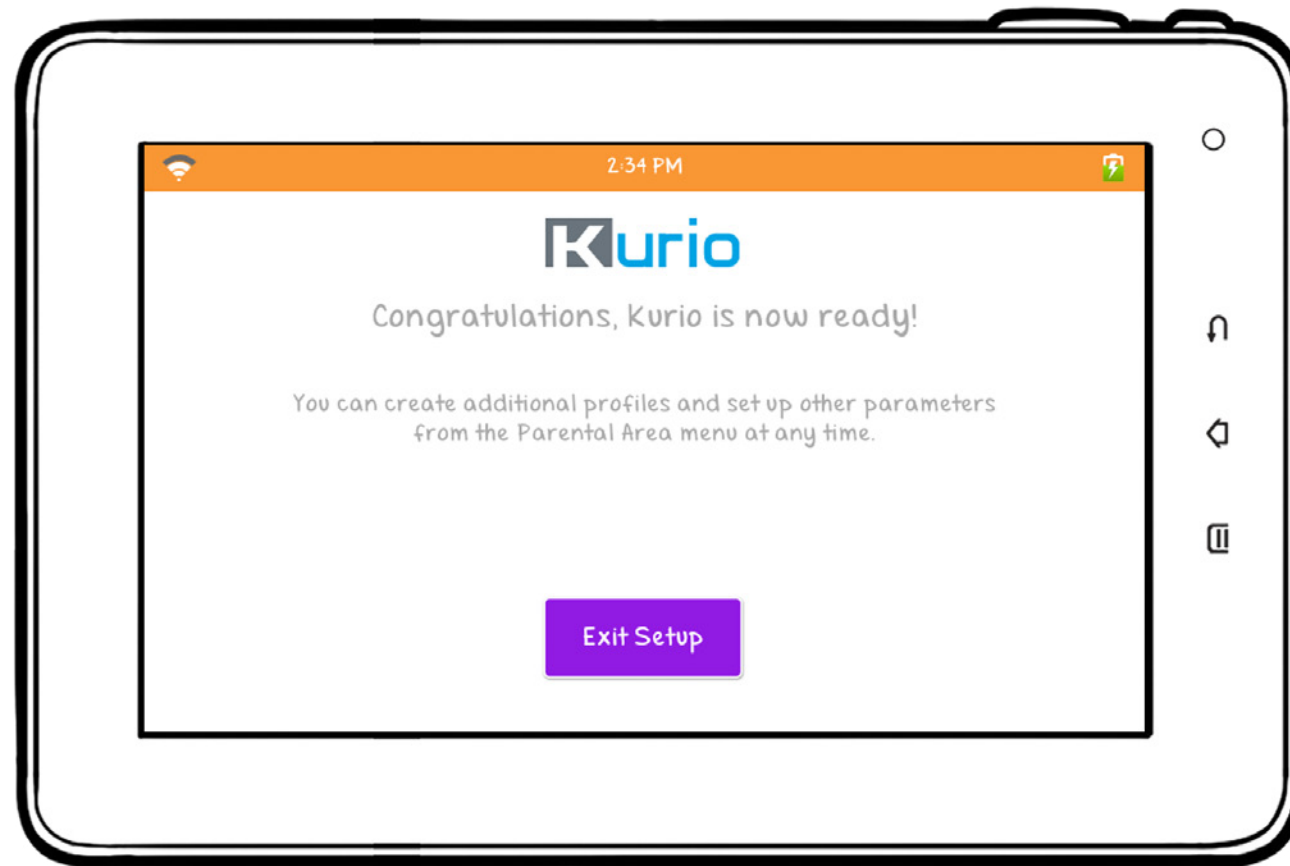 2:34 PM
Kurio
Congratulations, Kurio is now ready!
You can create additional profiles and set up other parameters
from the Parental Area menu at any time.
Exit Setup